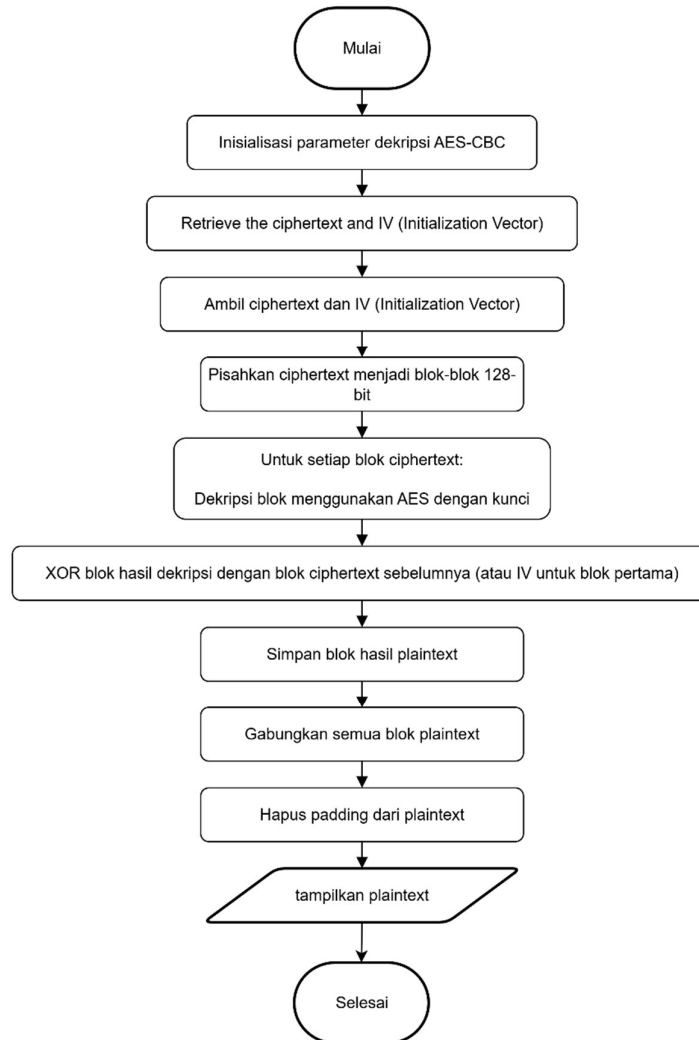 Mulai
Inisialisasi parameter dekripsi AES-CBC
Retrieve the ciphertext and IV (Initialization Vector)
Ambil ciphertext dan IV (Initialization Vector)
Pisahkan ciphertext menjadi blok-blok 128-
bit
Untuk setiap blok ciphertext:
Dekripsi blok menggunakan AES dengan kunci
XOR blok hasil dekripsi dengan blok ciphertext sebelumnya (atau IV untuk blok pertama)
Simpan blok hasil plaintext
Gabungkan semua blok plaintext
Hapus padding dari plaintext
tampilkan plaintext
Selesai